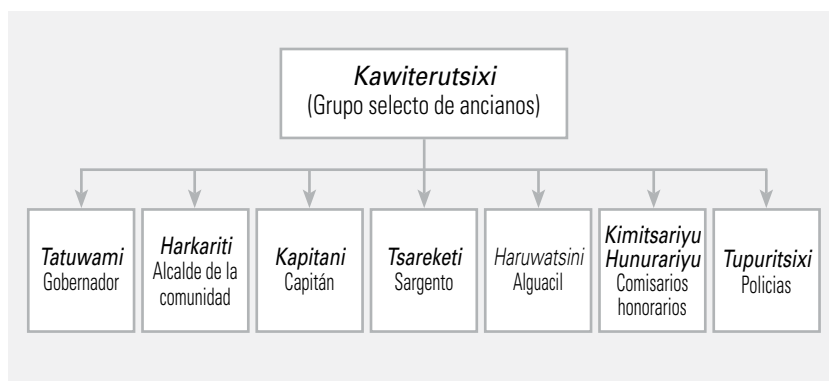 Kawiterutsixi
(Grupo selecto de ancianos)
Tatuwami
Gobernador
Harkariti
Alcalde de la
comunidad
Kapitani
Capitán
Tsareketi
Sargento
Haruwatsini
Alguacil
Kimitsariyu
Hunurariyu
Comisarios
honorarios
Tupuritsixi
Policias